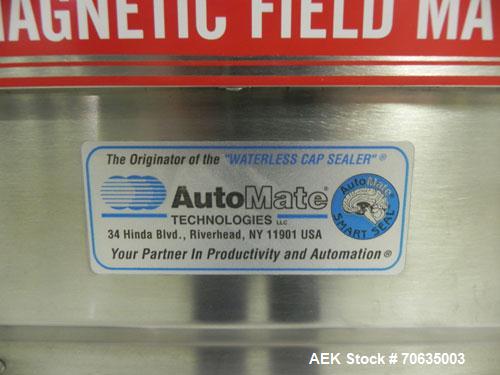 MAGNETIC FIELD MA
The Originator of the "WATERLESS CAP SEALER"®
AutoMate®
TECHNOLOGIES LLC
AutoMate
SMART SEAL
34 Hinda Blvd., Riverhead, NY 11901 USA
Your Partner In Productivity and Automation®
AEK Stock # 70635003